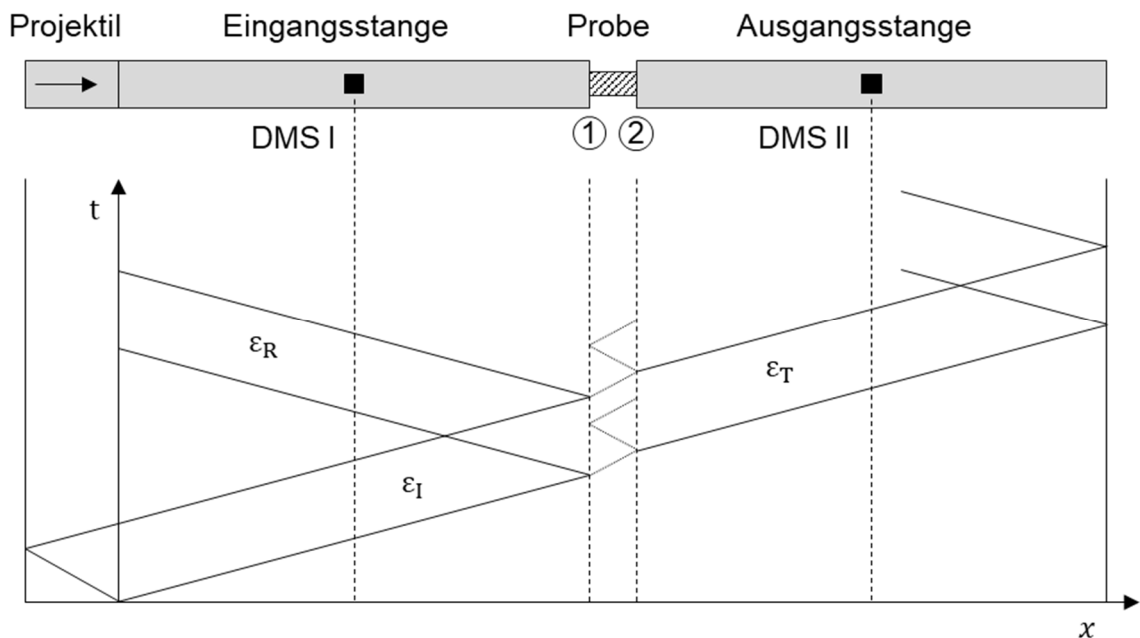 Projektil Eingangsstange Probe Ausgangsstange
DMS I ① ② DMS II
t
ε_R
ε_T
ε_I
x